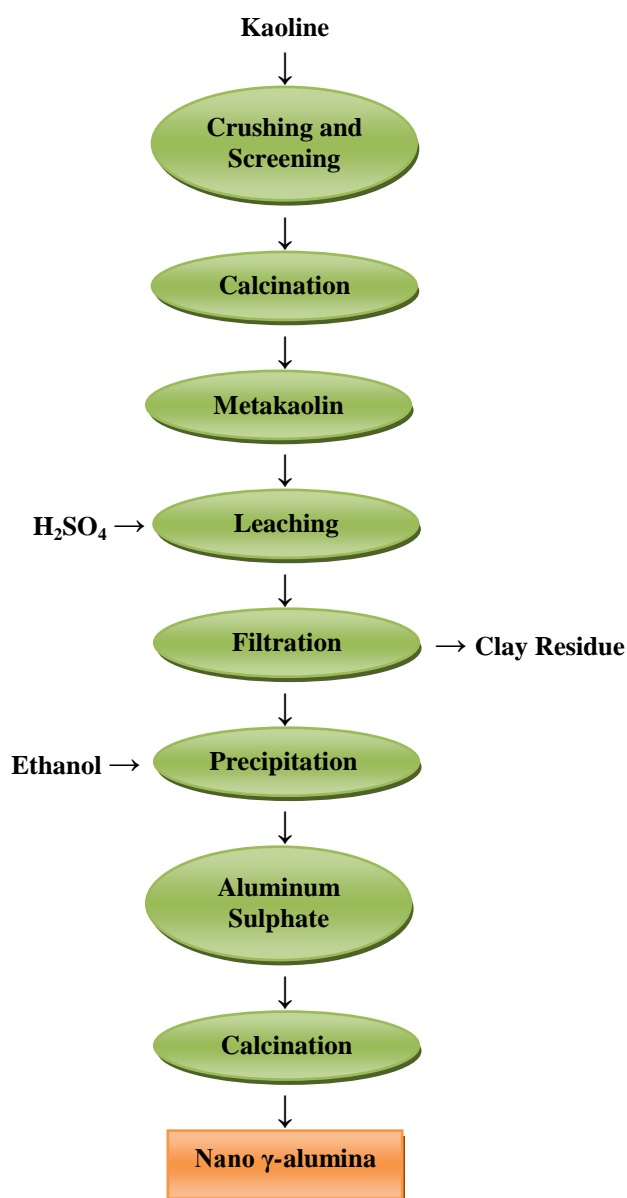 Kaoline
↓
Crushing and
Screening
↓
Calcination
↓
Metakaolin
↓
H₂SO₄ → Leaching
↓
Filtration → Clay Residue
↓
Ethanol → Precipitation
↓
Aluminum
Sulphate
↓
Calcination
↓
Nano γ-alumina